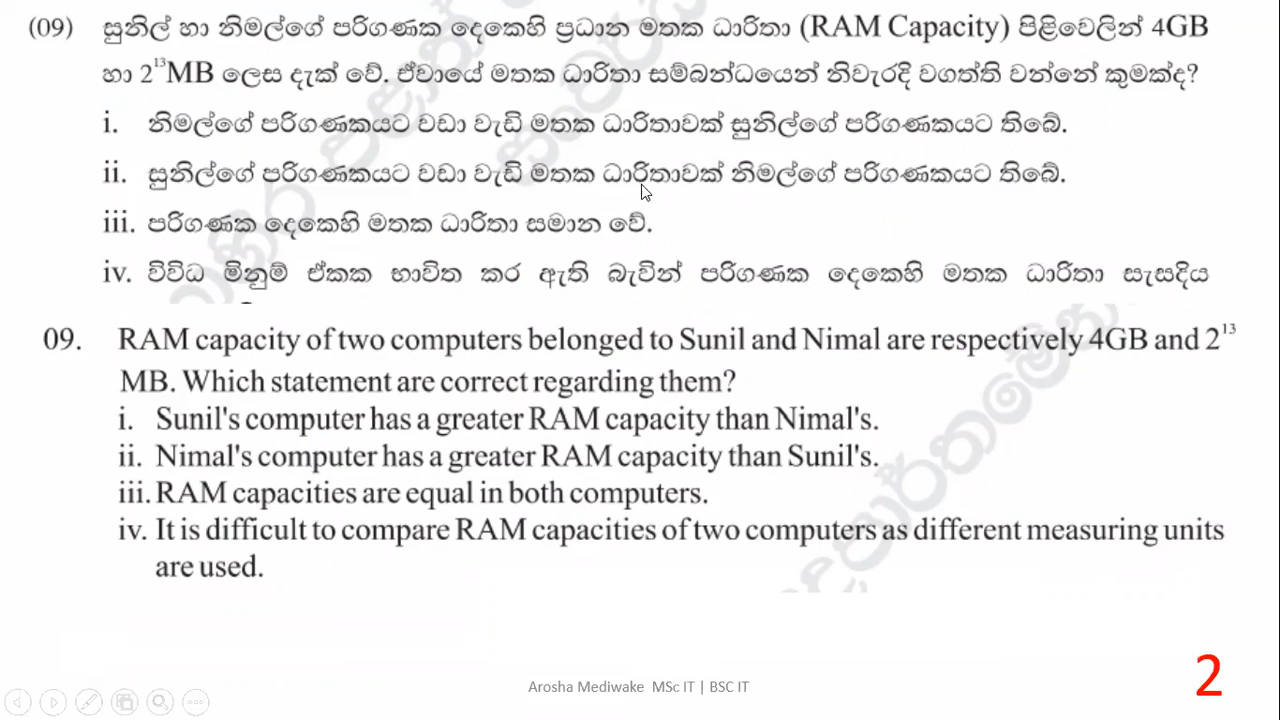 (09) සුනිල් හා නිමල්ගේ පරිගණක දෙකෙහි ප්‍රධාන මතක ධාරිතා (RAM Capacity) පිළිවෙලින් 4GB
හා 2¹³MB ලෙස දැක් වේ. ඒවායේ මතක ධාරිතා සම්බන්ධයෙන් නිවැරදි වගන්ති වන්නේ කුමක්ද?
i. නිමල්ගේ පරිගණකයට වඩා වැඩි මතක ධාරිතාවක් සුනිල්ගේ පරිගණකයට තිබේ.
ii. සුනිල්ගේ පරිගණකයට වඩා වැඩි මතක ධාරිතාවක් නිමල්ගේ පරිගණකයට තිබේ.
iii. පරිගණක දෙකෙහි මතක ධාරිතා සමාන වේ.
iv. විවිධ මිනුම් ඒකක භාවිත කර ඇති බැවින් පරිගණක දෙකෙහි මතක ධාරිතා සැසදිය
09. RAM capacity of two computers belonged to Sunil and Nimal are respectively 4GB and 2¹³
MB. Which statement are correct regarding them?
i. Sunil's computer has a greater RAM capacity than Nimal's.
ii. Nimal's computer has a greater RAM capacity than Sunil's.
iii. RAM capacities are equal in both computers.
iv. It is difficult to compare RAM capacities of two computers as different measuring units
are used.
Arosha Mediwake MSc IT | BSC IT
2